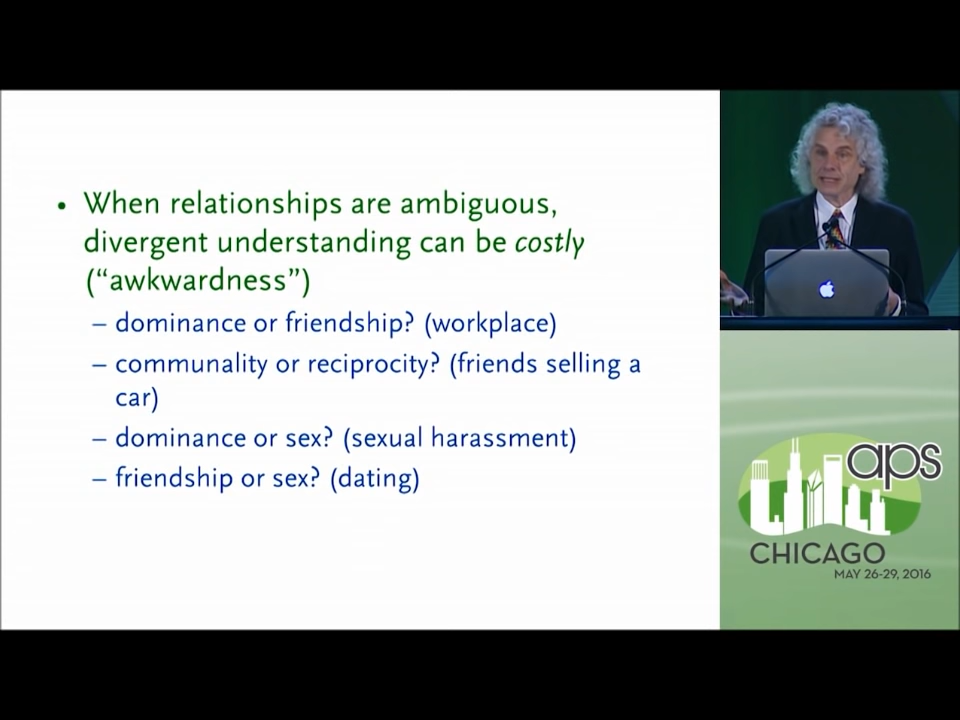 • When relationships are ambiguous,
divergent understanding can be costly
(“awkwardness”)
– dominance or friendship? (workplace)
– communality or reciprocity? (friends selling a
car)
– dominance or sex? (sexual harassment)
– friendship or sex? (dating)
aps
CHICAGO
MAY 26-29, 2016